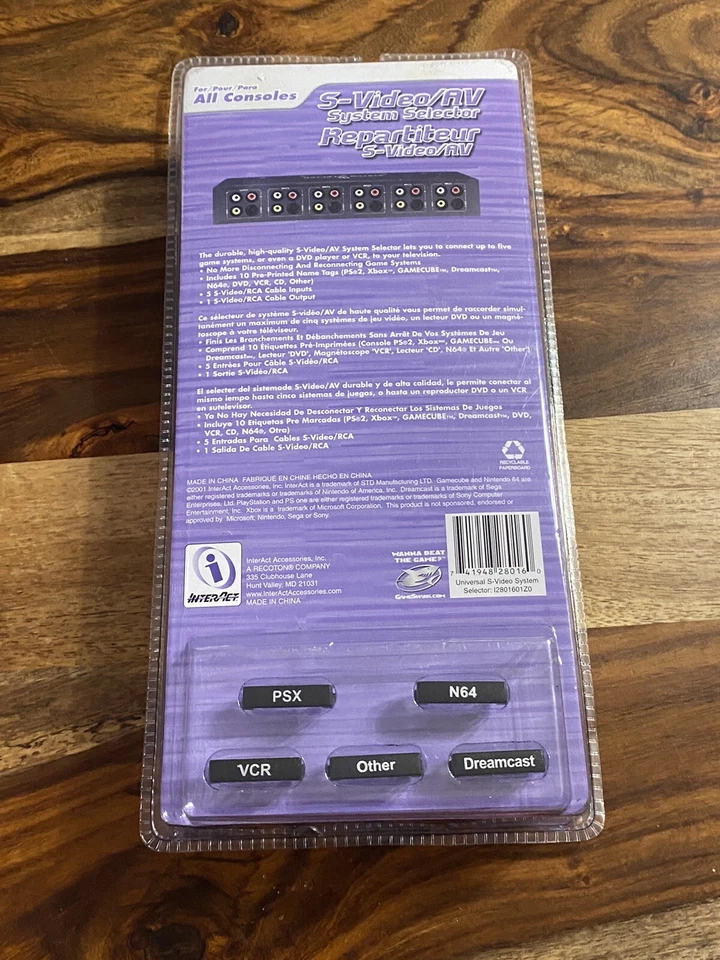 For/Pour/Para
All Consoles
S-Video/AV
System Selector
Repartiteur
S-Video/AV
The durable, high-quality S-Video/AV System Selector lets you to connect up to five
game systems, or even a DVD player or VCR, to your television.
• No More Disconnecting And Reconnecting Game Systems
• Includes 10 Pre-Printed Name Tags (PS®2, Xbox™, GAMECUBE™, Dreamcast™,
N64®, DVD, VCR, CD, Other)
• 5 S-Video/RCA Cable Inputs
• 1 S-Video/RCA Cable Output
Ce sélecteur de système S-vidéo/AV de haute qualité vous permet de raccorder simul-
tanément un maximum de cinq systèmes de jeu vidéo, un lecteur DVD ou un magné-
toscope à votre téléviseur.
• Finis Les Branchements Et Débanchements Sans Arrêt De Vos Systèmes De Jeu
• Comprend 10 Étiquettes Pré-Imprimées (Console PS®2, Xbox™, GAMECUBE™ Ou
Dreamcast™, Lecteur 'DVD', Magnétoscope 'VCR', Lecteur 'CD', N64® Et Autre 'Other')
• 5 Entrées Pour Câble S-Vidéo/RCA
• 1 Sortie S-Vidéo/RCA
El selecter del sistemade S-Video/AV durable y de alta calidad, le permite conectar al
mismo iempo hasta cinco sistemas de juegos, o hasta un reproductor DVD o un VCR
en sutelevisor.
• Ya No Hay Necesidad De Desconectar Y Reconectar Los Sistemas De Juegos
• Incluye 10 Etiquetas Pre Marcadas (PS®2, Xbox™, GAMECUBE™, Dreamcast™, DVD,
VCR, CD, N64®, Otra)
• 5 Entradas Para Cables S-Video/RCA
• 1 Salida De Cable S-Video/RCA
RECYCLABLE
PAPERBOARD
MADE IN CHINA FABRIQUÉ EN CHINE HECHO EN CHINA
©2001 InterAct Accessories, Inc. InterAct is a trademark of STD Manufacturing LTD. Gamecube and Nintendo 64 are
either registered trademarks or trademarks of Nintendo of America, Inc. Dreamcast is a trademark of Sega
Enterprises, Ltd. PlayStation and PS one are either registered trademarks or trademarks of Sony Computer
Entertainment, Inc. Xbox is a trademark of Microsoft Corporation. This product is not sponsored, endorsed or
approved by Microsoft, Nintendo, Sega or Sony.
INTERACT
InterAct Accessories, Inc.
A RECOTON® COMPANY
335 Clubhouse Lane
Hunt Valley, MD 21031
www.InterActAccessories.com
MADE IN CHINA
WANNA BEAT
THE GAME?™
GameShark.com
7 41948 28016 0
Universal S-Video System
Selector: I2801601Z0
PSX
N64
VCR
Other
Dreamcast